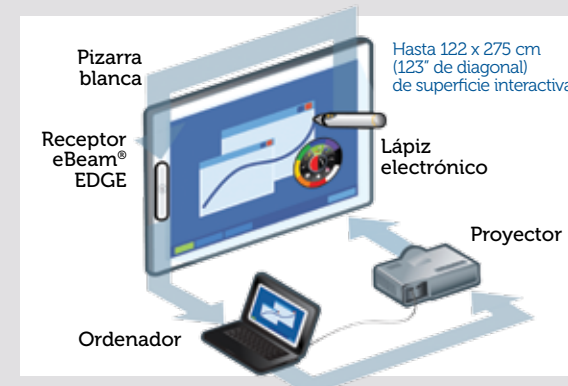 Pizarra
blanca
Hasta 122 x 275 cm
(123” de diagonal)
de superficie interactiva
Receptor
eBeam®
EDGE
Lápiz
electrónico
Proyector
Ordenador